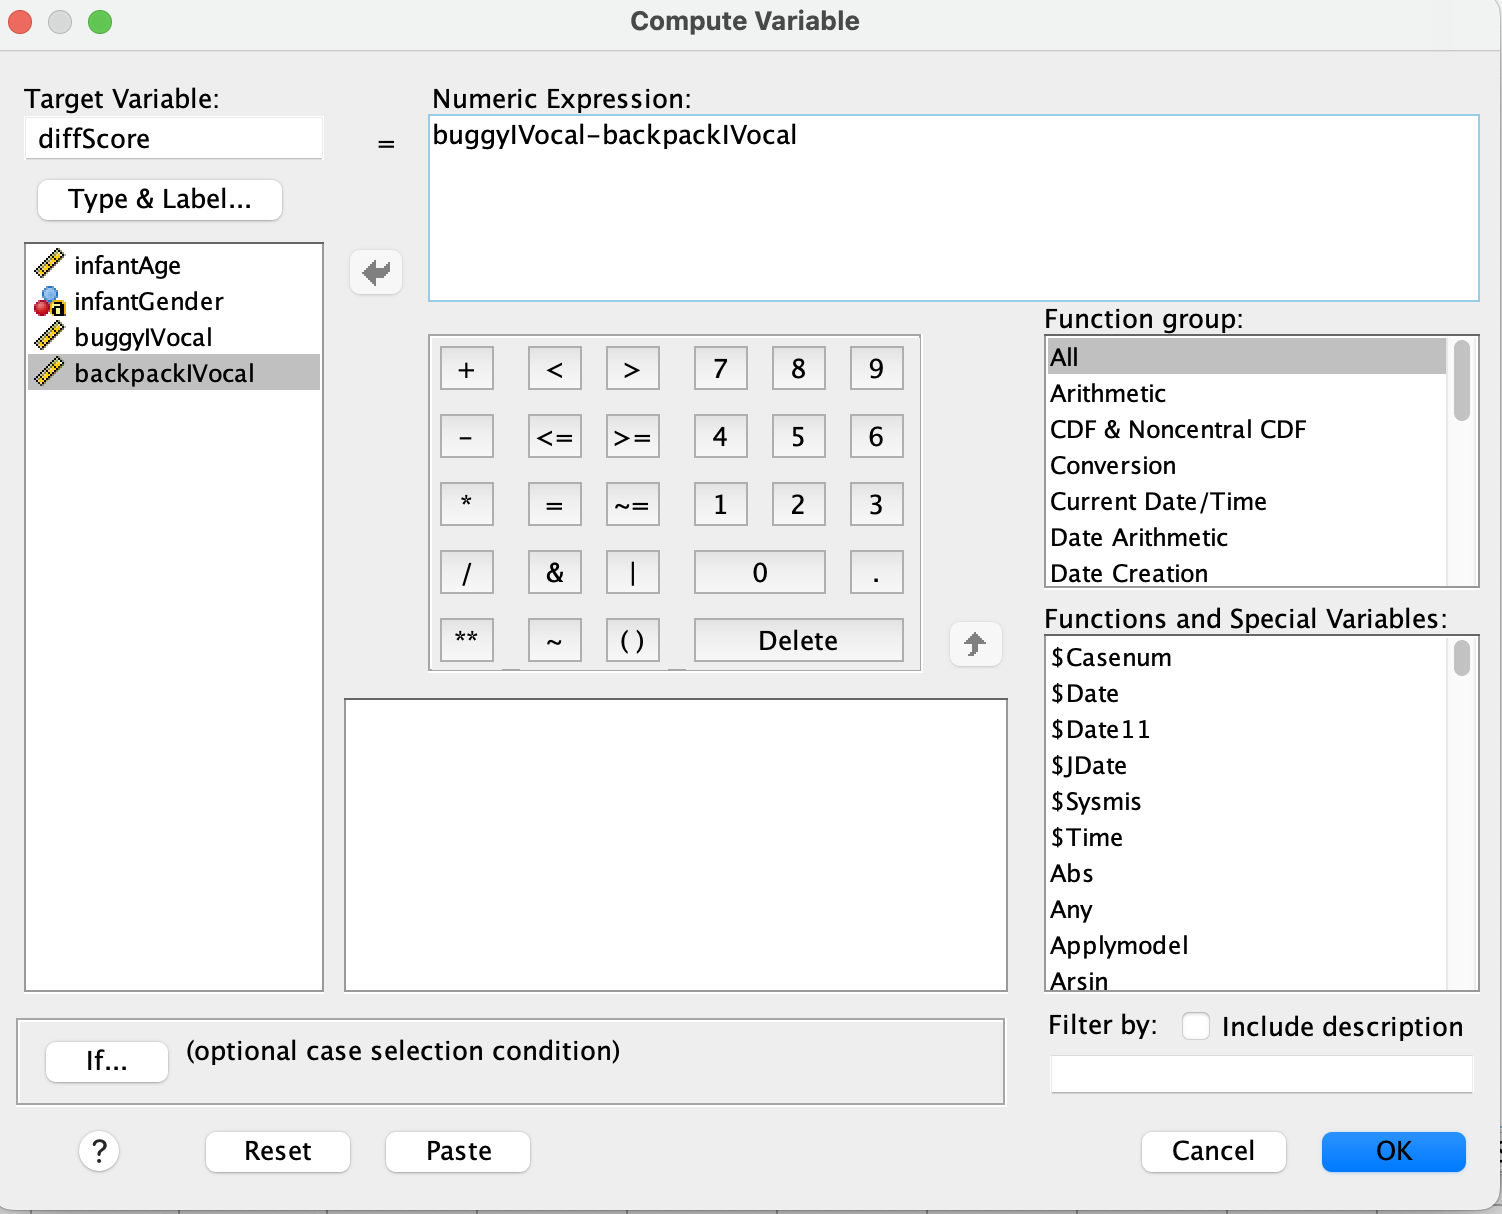 Compute Variable
Target Variable:
diffScore
Type & Label...
=
Numeric Expression:
buggyIVocal-backpackIVocal
infantAge
infantGender
buggyIVocal
backpackIVocal
+ < > 7 8 9
- <= >= 4 5 6
* = ~= 1 2 3
/ & | 0 .
** ~ () Delete
Function group:
All
Arithmetic
CDF & Noncentral CDF
Conversion
Current Date/Time
Date Arithmetic
Date Creation
Functions and Special Variables:
$Casenum
$Date
$Date11
$JDate
$Sysmis
$Time
Abs
Any
Applymodel
Arsin
If...
(optional case selection condition)
Filter by: Include description
? Reset Paste Cancel OK